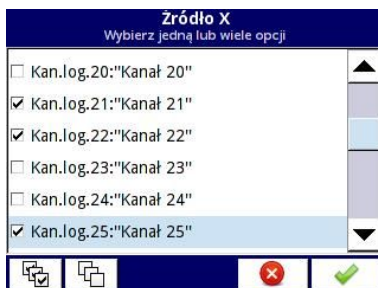 Źródło X
Wybierz jedną lub wiele opcji
Kan.log.20:"Kanał 20"
Kan.log.21:"Kanał 21"
Kan.log.22:"Kanał 22"
Kan.log.23:"Kanał 23"
Kan.log.24:"Kanał 24"
Kan.log.25:"Kanał 25"